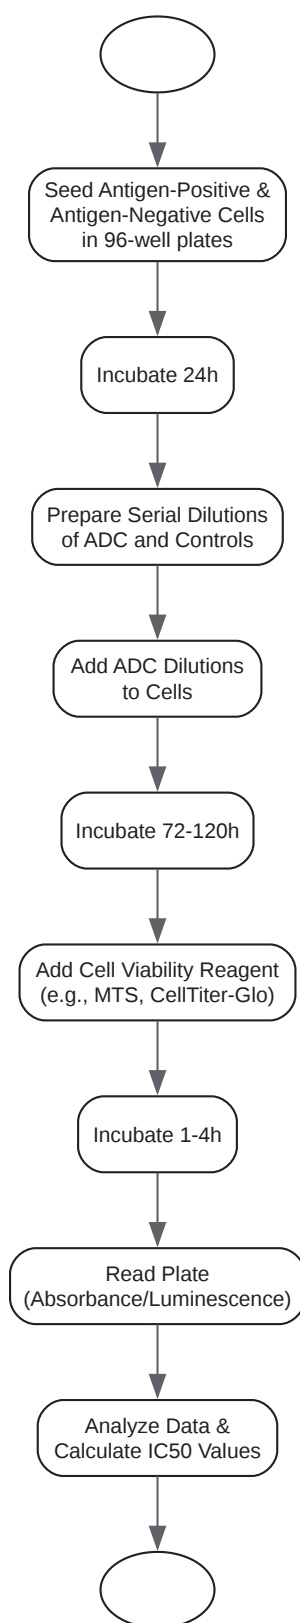 Seed Antigen-Positive &
Antigen-Negative Cells
in 96-well plates
Incubate 24h
Prepare Serial Dilutions
of ADC and Controls
Add ADC Dilutions
to Cells
Incubate 72-120h
Add Cell Viability Reagent
(e.g., MTS, CellTiter-Glo)
Incubate 1-4h
Read Plate
(Absorbance/Luminescence)
Analyze Data &
Calculate IC50 Values